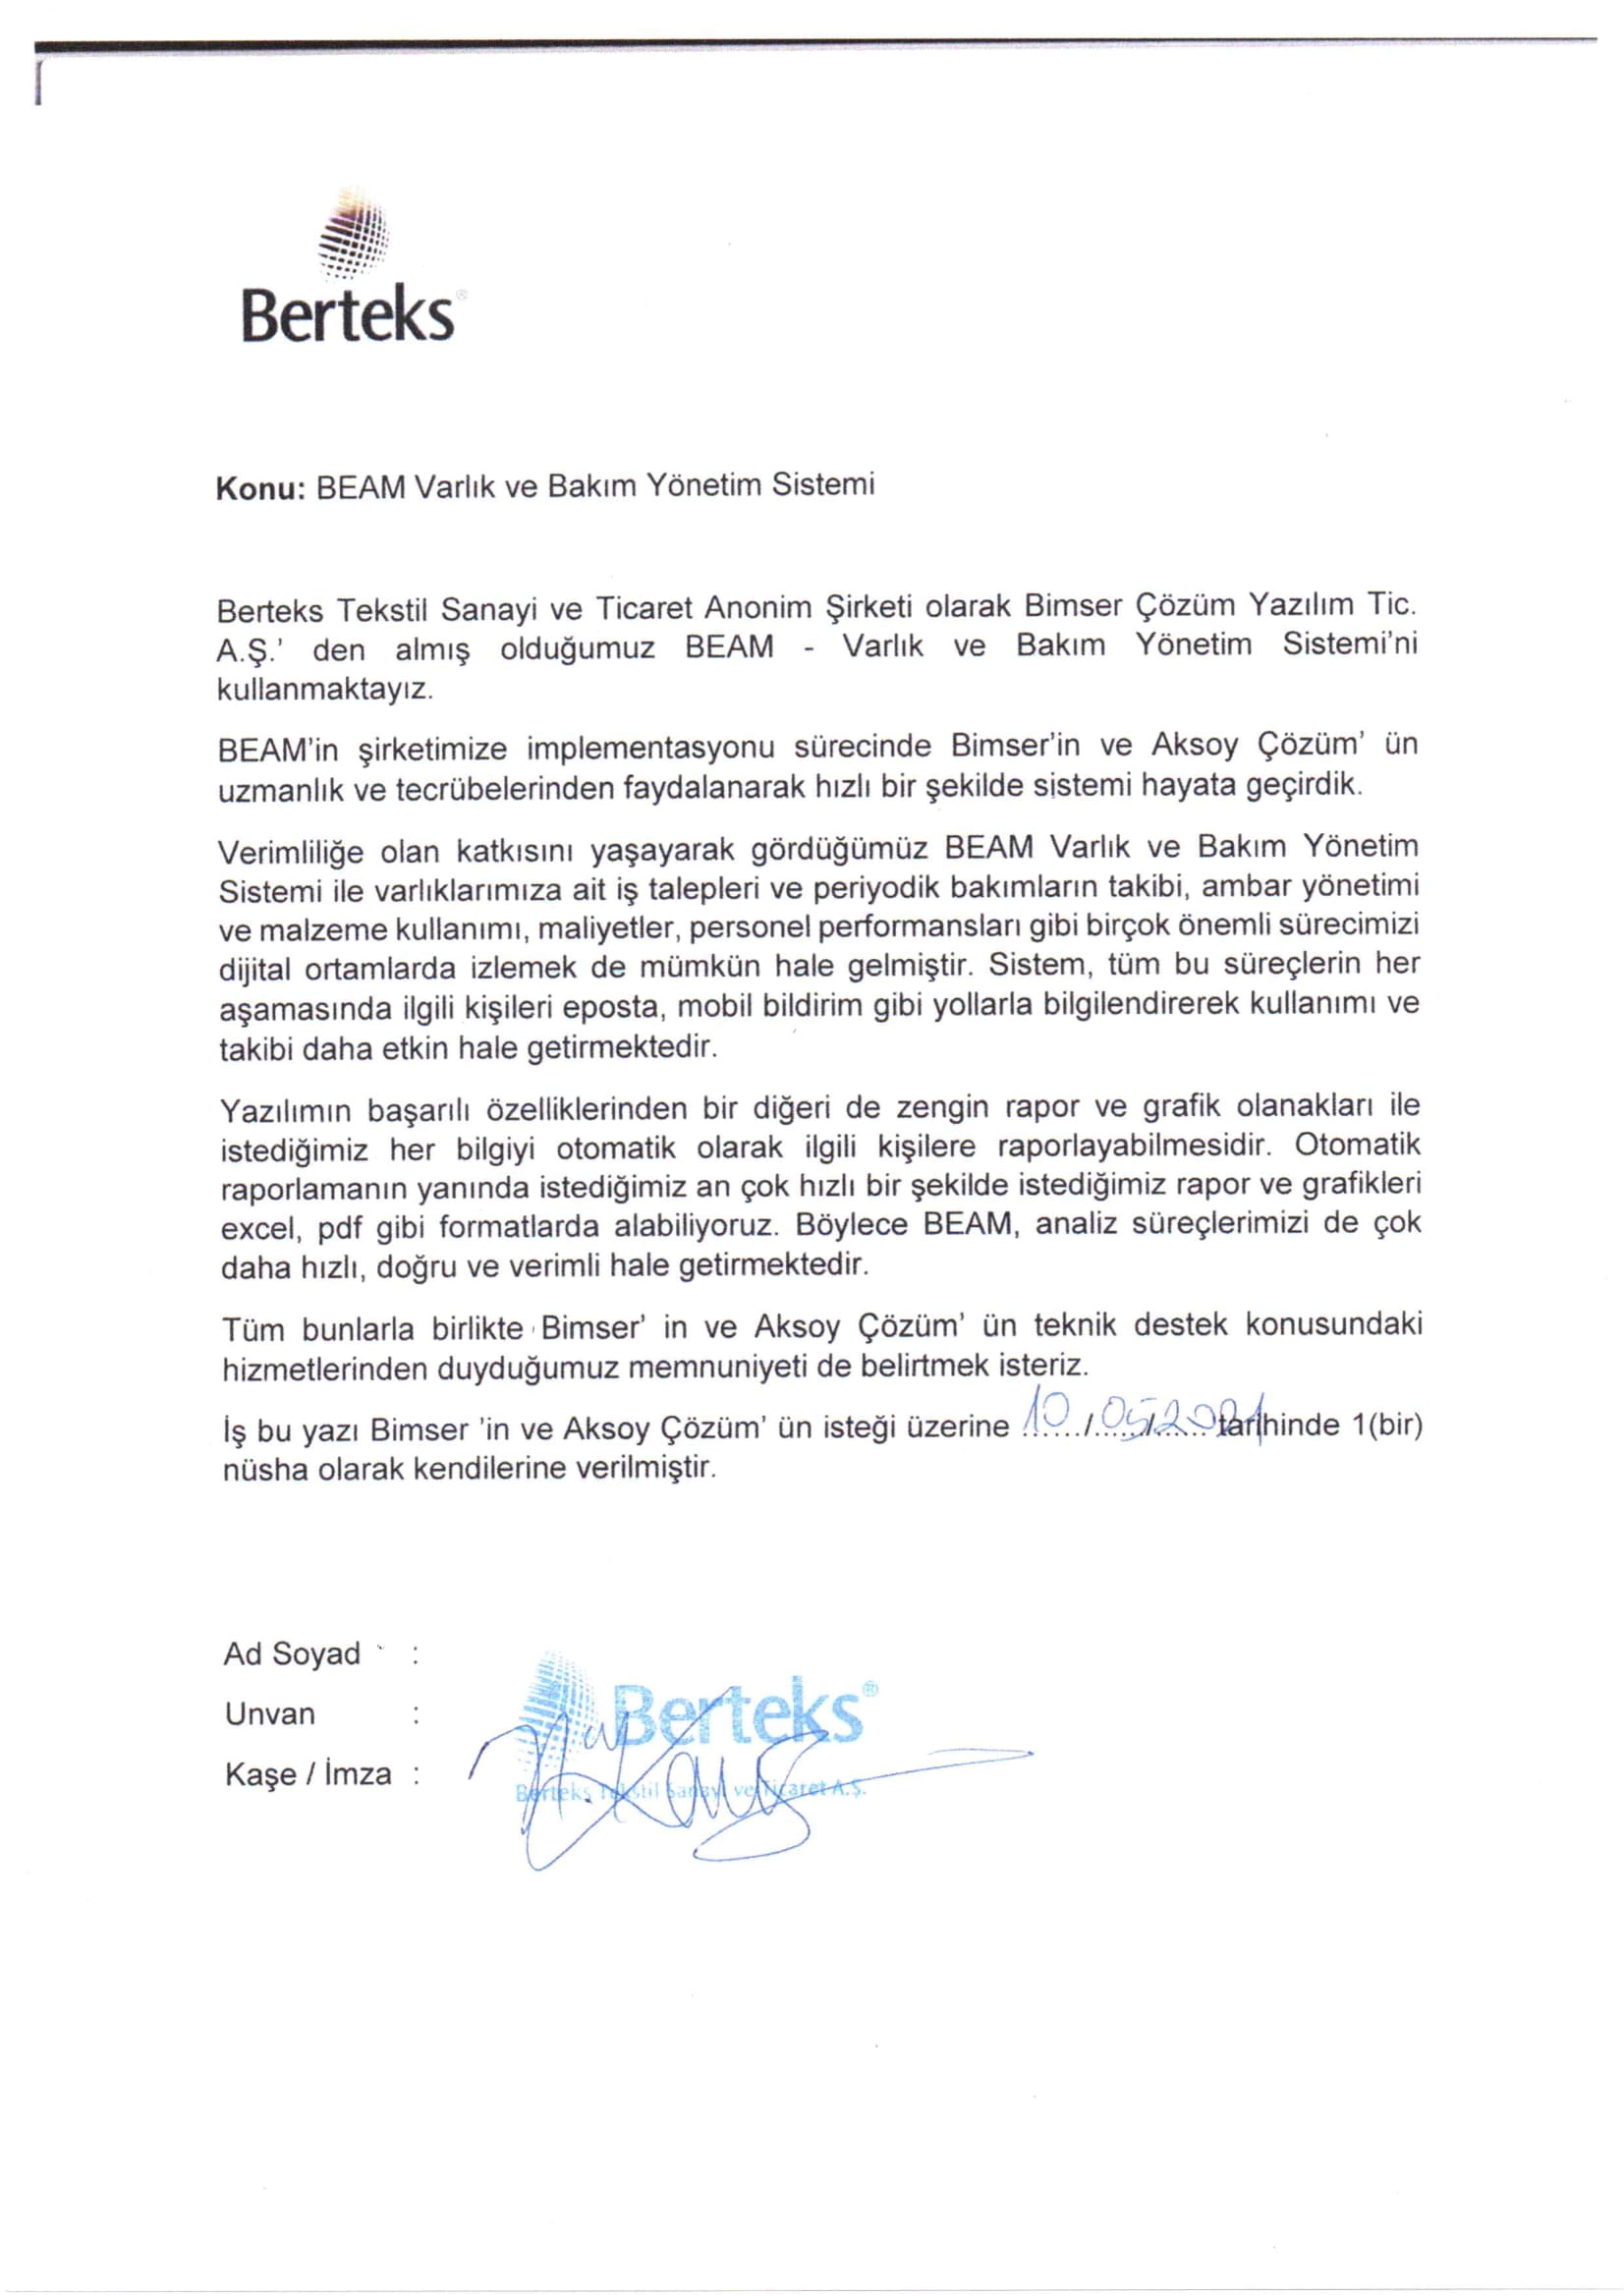 Berteks®
Konu: BEAM Varlık ve Bakım Yönetim Sistemi
Berteks Tekstil Sanayi ve Ticaret Anonim Şirketi olarak Bimser Çözüm Yazılım Tic.
A.Ş.' den almış olduğumuz BEAM - Varlık ve Bakım Yönetim Sistemi'ni
kullanmaktayız.
BEAM'in şirketimize implementasyonu sürecinde Bimser'in ve Aksoy Çözüm' ün
uzmanlık ve tecrübelerinden faydalanarak hızlı bir şekilde sistemi hayata geçirdik.
Verimliliğe olan katkısını yaşayarak gördüğümüz BEAM Varlık ve Bakım Yönetim
Sistemi ile varlıklarımıza ait iş talepleri ve periyodik bakımların takibi, ambar yönetimi
ve malzeme kullanımı, maliyetler, personel performansları gibi birçok önemli sürecimizi
dijital ortamlarda izlemek de mümkün hale gelmiştir. Sistem, tüm bu süreçlerin her
aşamasında ilgili kişileri eposta, mobil bildirim gibi yollarla bilgilendirerek kullanımı ve
takibi daha etkin hale getirmektedir.
Yazılımın başarılı özelliklerinden bir diğeri de zengin rapor ve grafik olanakları ile
istediğimiz her bilgiyi otomatik olarak ilgili kişilere raporlayabilmesidir. Otomatik
raporlamanın yanında istediğimiz an çok hızlı bir şekilde istediğimiz rapor ve grafikleri
excel, pdf gibi formatlarda alabiliyoruz. Böylece BEAM, analiz süreçlerimizi de çok
daha hızlı, doğru ve verimli hale getirmektedir.
Tüm bunlarla birlikte Bimser' in ve Aksoy Çözüm' ün teknik destek konusundaki
hizmetlerinden duyduğumuz memnuniyeti de belirtmek isteriz.
İş bu yazı Bimser 'in ve Aksoy Çözüm' ün isteği üzerine 10/05/2021 tarihinde 1(bir)
nüsha olarak kendilerine verilmiştir.
Ad Soyad :
Unvan :
Kaşe / İmza :
Berteks®
Berteks Tekstil Sanayi ve Ticaret A.Ş.